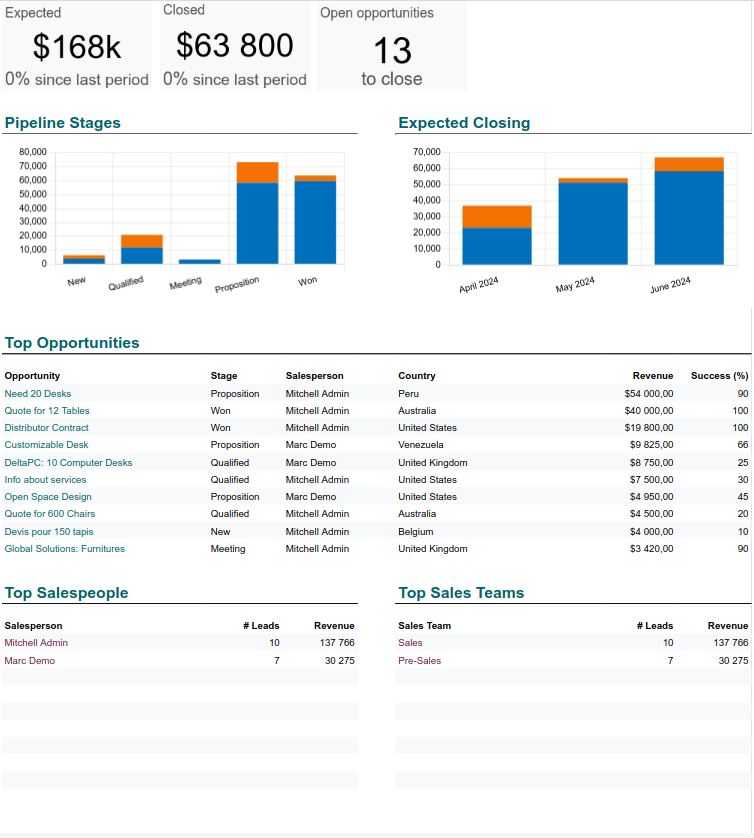 Expected Closed Open opportunities
$168k $63 800 13
0% since last period 0% since last period to close
Pipeline Stages
80,000
70,000
60,000
50,000
40,000
30,000
20,000
10,000
0
New Qualified Meeting Proposition Won
Expected Closing
70,000
60,000
50,000
40,000
30,000
20,000
10,000
0
April 2024 May 2024 June 2024
Top Opportunities
Opportunity Stage Salesperson Country Revenue Success (%)
Need 20 Desks Proposition Mitchell Admin Peru $54 000,00 90
Quote for 12 Tables Won Mitchell Admin Australia $40 000,00 100
Distributor Contract Won Mitchell Admin United States $19 800,00 100
Customizable Desk Proposition Marc Demo Venezuela $9 825,00 66
DeltaPC: 10 Computer Desks Qualified Marc Demo United Kingdom $8 750,00 25
Info about services Qualified Mitchell Admin United States $7 500,00 30
Open Space Design Proposition Marc Demo United States $4 950,00 45
Quote for 600 Chairs Qualified Mitchell Admin Australia $4 500,00 20
Devis pour 150 tapis New Mitchell Admin Belgium $4 000,00 10
Global Solutions: Furnitures Meeting Mitchell Admin United Kingdom $3 420,00 90
Top Salespeople
Salesperson # Leads Revenue
Mitchell Admin 10 137 766
Marc Demo 7 30 275
Top Sales Teams
Sales Team # Leads Revenue
Sales 10 137 766
Pre-Sales 7 30 275